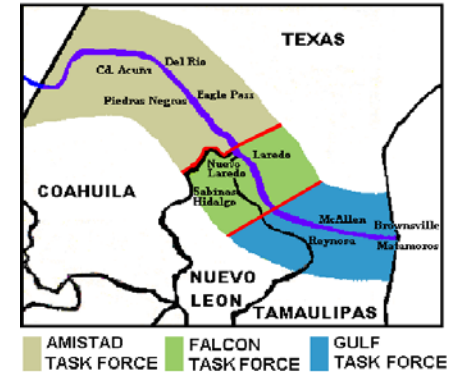 TEXAS
Del Rio
Cd. Acuña
Eagle Pass
Piedras Negras
Laredo
Nuevo
Laredo
Sabinas
Hidalgo
COAHUILA
McAllen
Brownsville
Reynosa
Matamoros
NUEVO
LEON
TAMAULIPAS
AMISTAD
TASK FORCE
FALCON
TASK FORCE
GULF
TASK FORCE